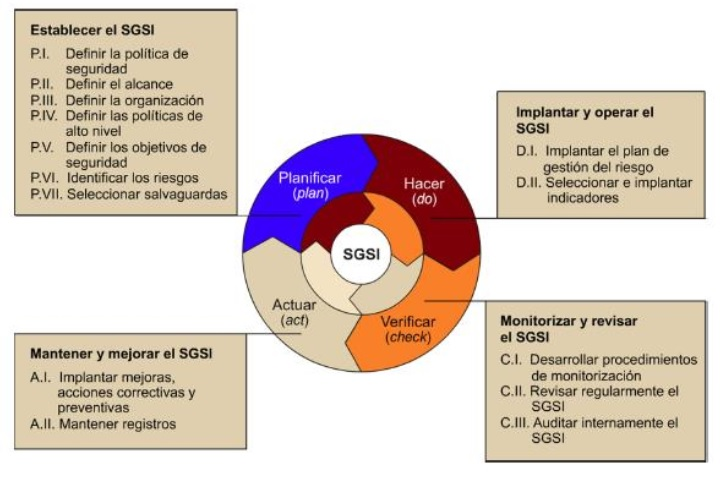 Establecer el SGSI
P.I. Definir la política de
seguridad
P.II. Definir el alcance
P.III. Definir la organización
P.IV. Definir las políticas de
alto nivel
P.V. Definir los objetivos de
seguridad
P.VI. Identificar los riesgos
P.VII. Seleccionar salvaguardas
Implantar y operar el
SGSI
D.I. Implantar el plan de
gestión del riesgo
D.II. Seleccionar e implantar
indicadores
Planificar
(plan)
Hacer
(do)
SGSI
Actuar
(act)
Verificar
(check)
Mantener y mejorar el SGSI
A.I. Implantar mejoras,
acciones correctivas y
preventivas
A.II. Mantener registros
Monitorizar y revisar
el SGSI
C.I. Desarrollar procedimientos
de monitorización
C.II. Revisar regularmente el
SGSI
C.III. Auditar internamente el
SGSI